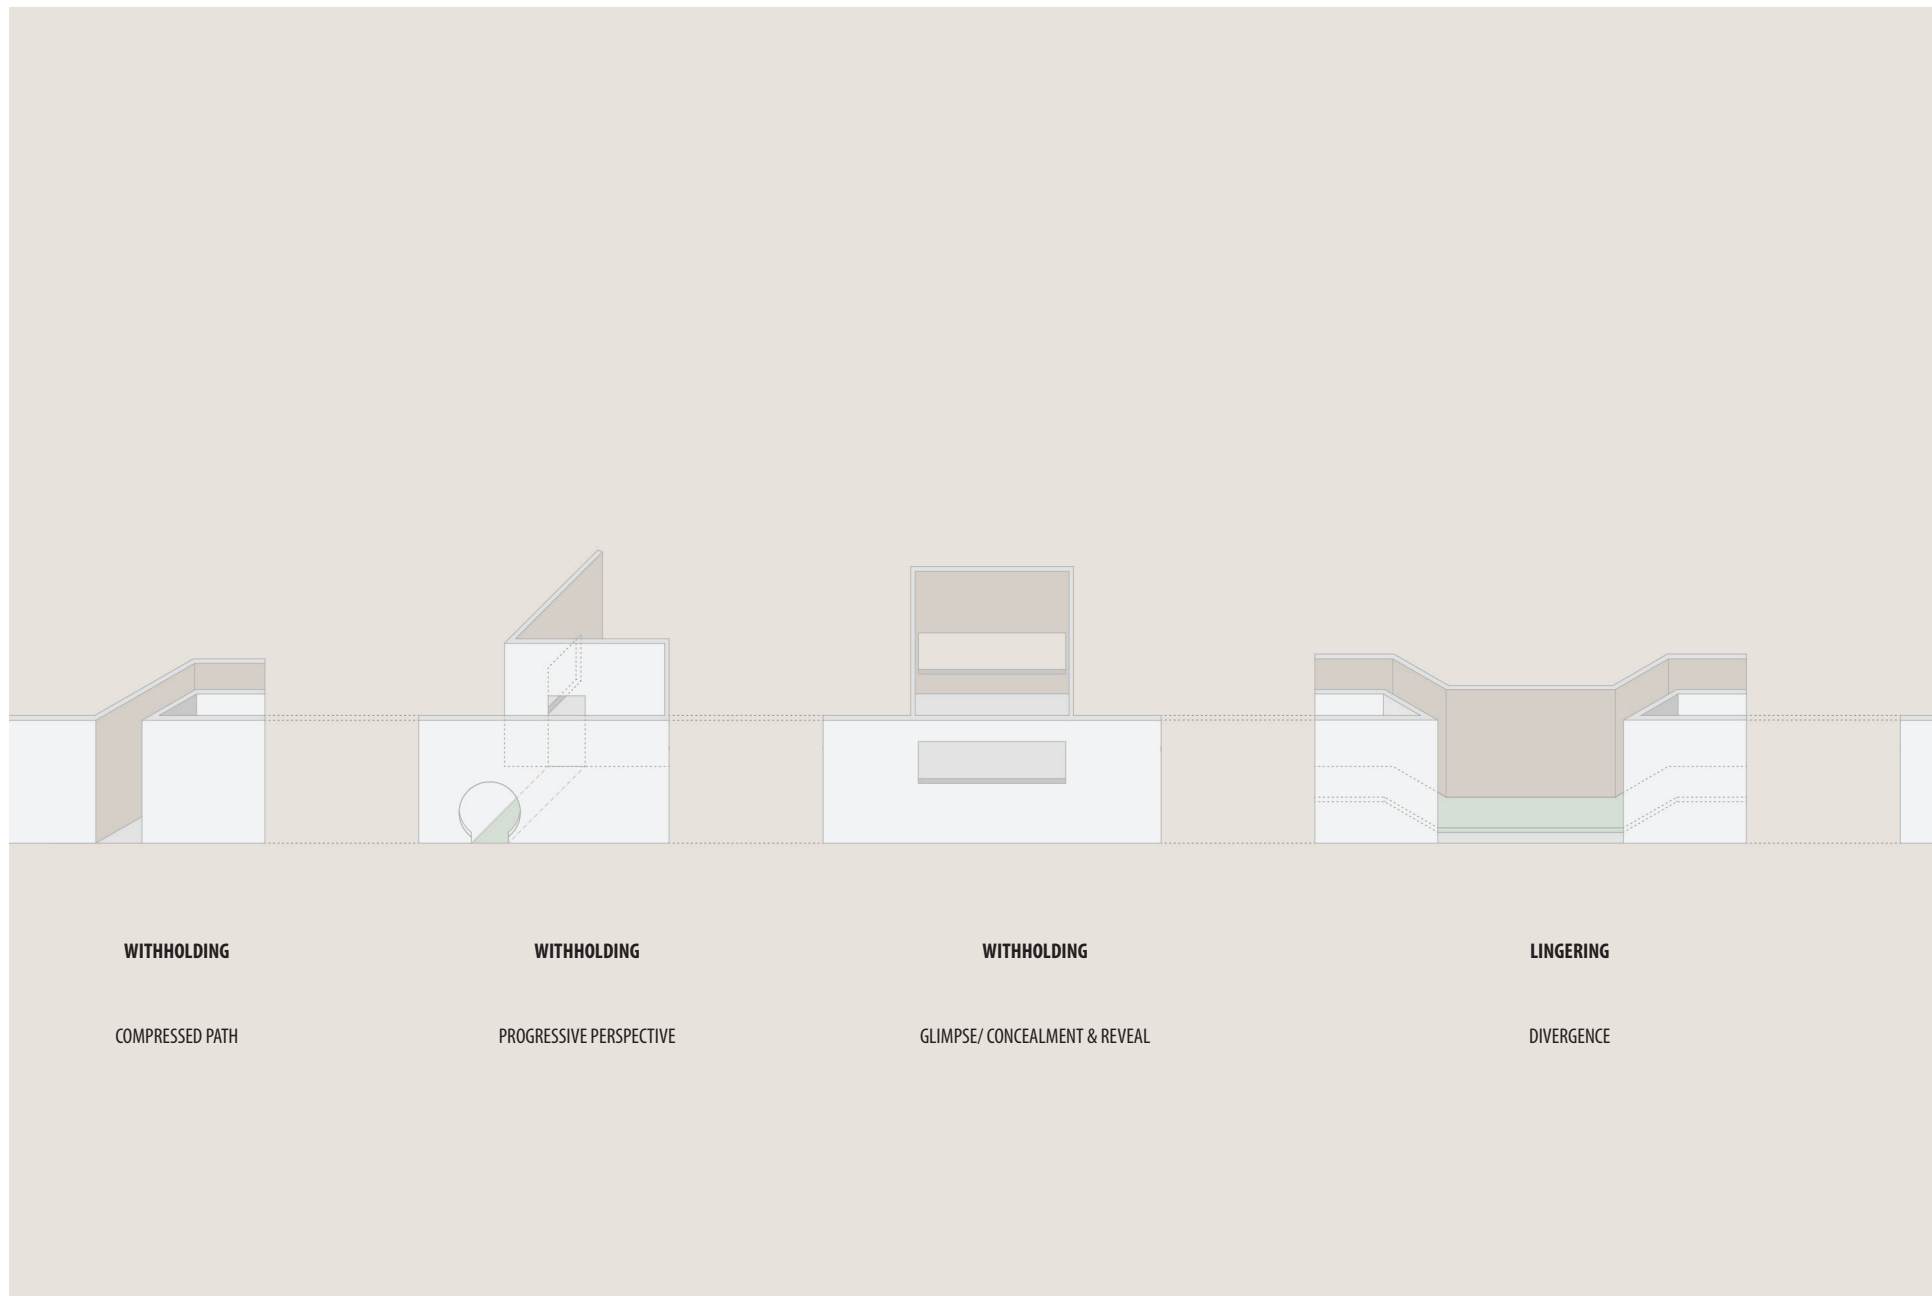 WITHHOLDING
WITHHOLDING
WITHHOLDING
LINGERING
COMPRESSED PATH
PROGRESSIVE PERSPECTIVE
GLIMPSE/ CONCEALMENT & REVEAL
DIVERGENCE